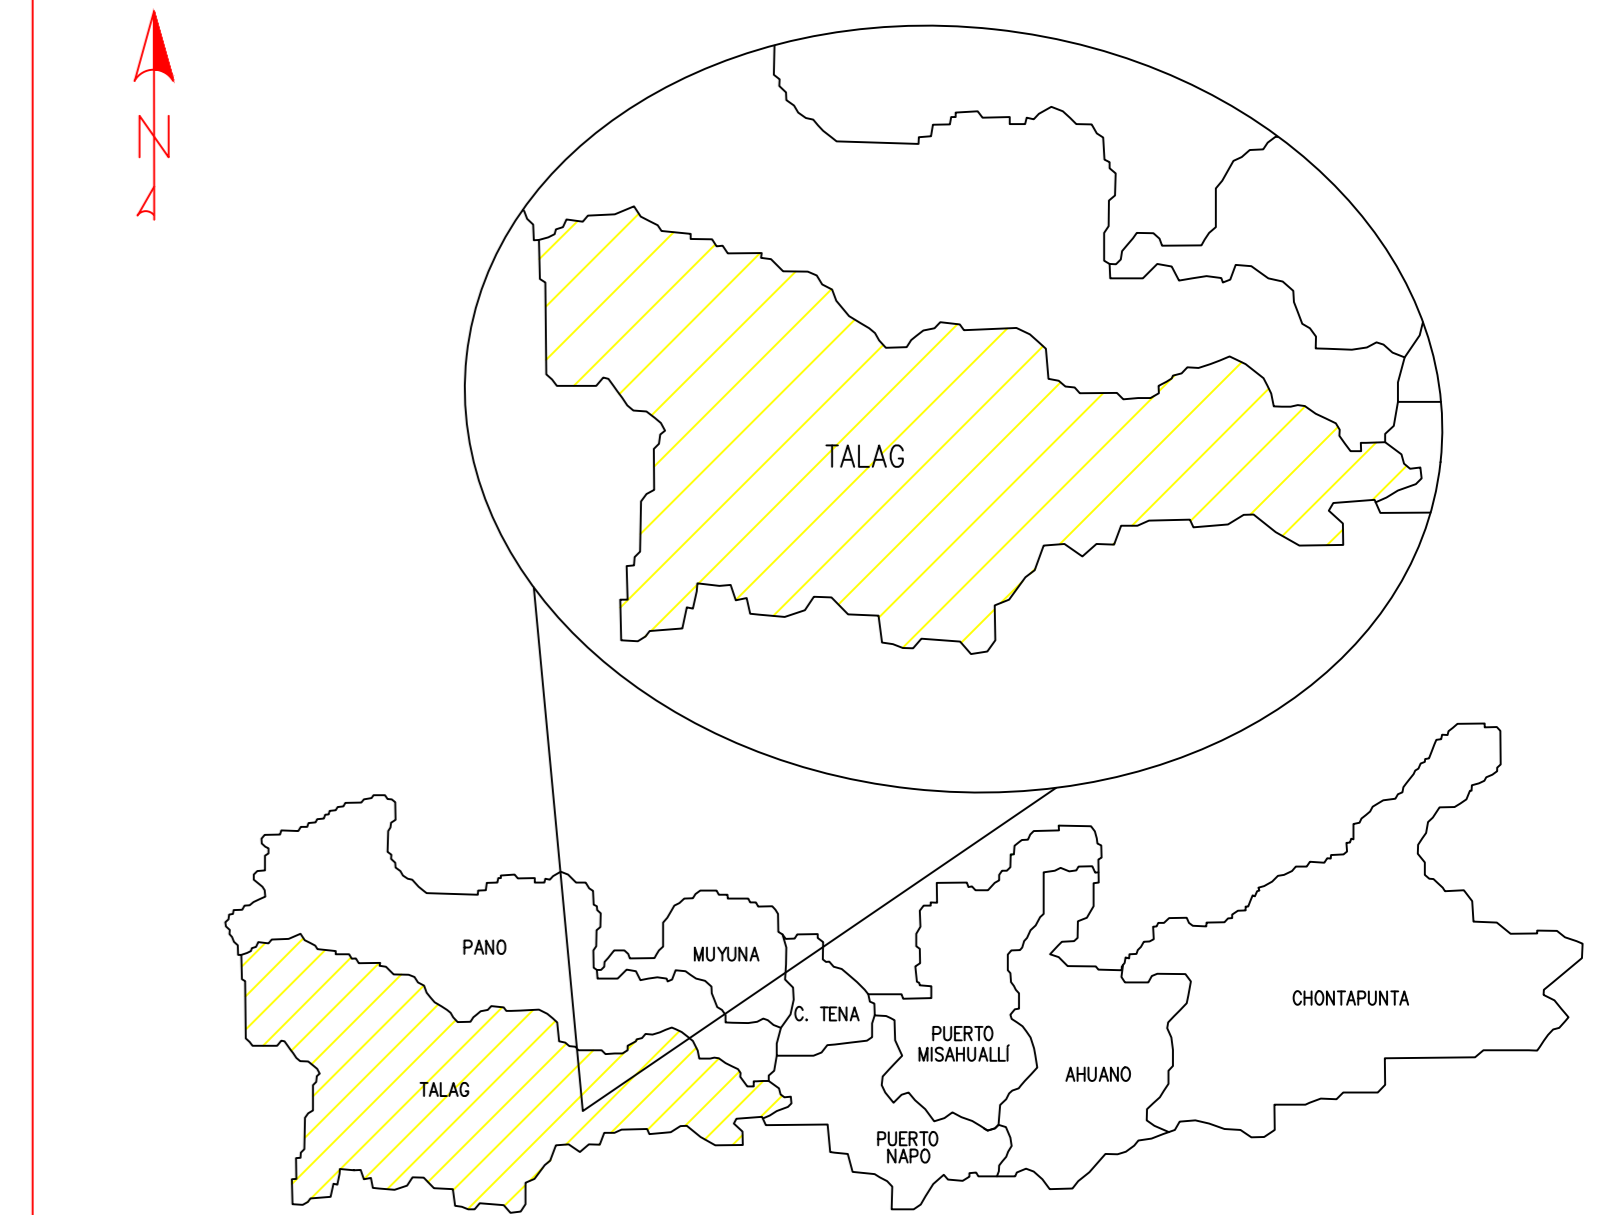 N
TALAG
PANO
MUYUNA
C. TENA
CHONTAPUNTA
PUERTO
MISAHUALLÍ
AHUANO
TALAG
PUERTO
NAPO